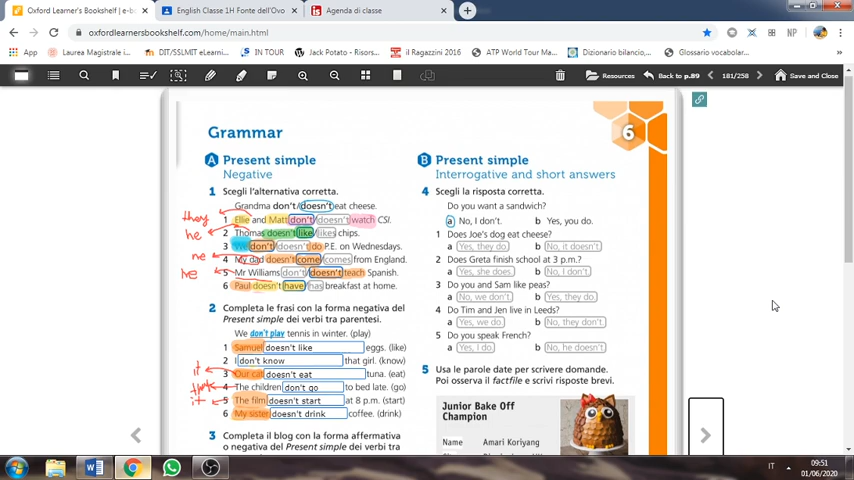 Oxford Learner's Bookshelf | e-b
English Classe 1H Fonte dell'Ovo
Agenda di classe
oxfordlearnersbookshelf.com/home/main.html
App
Laurea Magistrale i...
DIT/SSLMIT eLearni...
IN TOUR
Jack Potato - Risorse...
il Ragazzini 2016
ATP World Tour Ma...
Dizionario bilancio,...
Glossario vocabolar...
Resources
Back to p.89
181/258
Save and Close
Grammar
6
A Present simple
Negative
1 Scegli l'alternativa corretta.
Grandma don't/doesn't eat cheese.
they
1 Ellie and Matt don't/doesn't watch CSI.
he
2 Thomas doesn't like/likes chips.
3 We don't/doesn't do P.E. on Wednesdays.
he
4 My dad doesn't come/comes from England.
he
5 Mr Williams don't/doesn't teach Spanish.
6 Paul doesn't have/has breakfast at home.
2 Completa le frasi con la forma negativa del
Present simple dei verbi tra parentesi.
We don't play tennis in winter. (play)
1 Samuel doesn't like eggs. (like)
2 I don't know that girl. (know)
it
3 Our cat doesn't eat tuna. (eat)
they
4 The children don't go to bed late. (go)
it
5 The film doesn't start at 8 p.m. (start)
6 My sister doesn't drink coffee. (drink)
3 Completa il blog con la forma affermativa
o negativa del Present simple dei verbi tra
B Present simple
Interrogative and short answers
4 Scegli la risposta corretta.
Do you want a sandwich?
a No, I don't. b Yes, you do.
1 Does Joe's dog eat cheese?
a Yes, they do. b No, it doesn't.
2 Does Greta finish school at 3 p.m.?
a Yes, she does. b No, I don't.
3 Do you and Sam like peas?
a No, we don't. b Yes, they do.
4 Do Tim and Jen live in Leeds?
a Yes, we do. b No, they don't.
5 Do you speak French?
a Yes, I do. b No, he doesn't.
5 Usa le parole date per scrivere domande.
Poi osserva il factfile e scrivi risposte brevi.
Junior Bake Off
Champion
Name Amari Koriyang
IT
09:51
01/06/2020